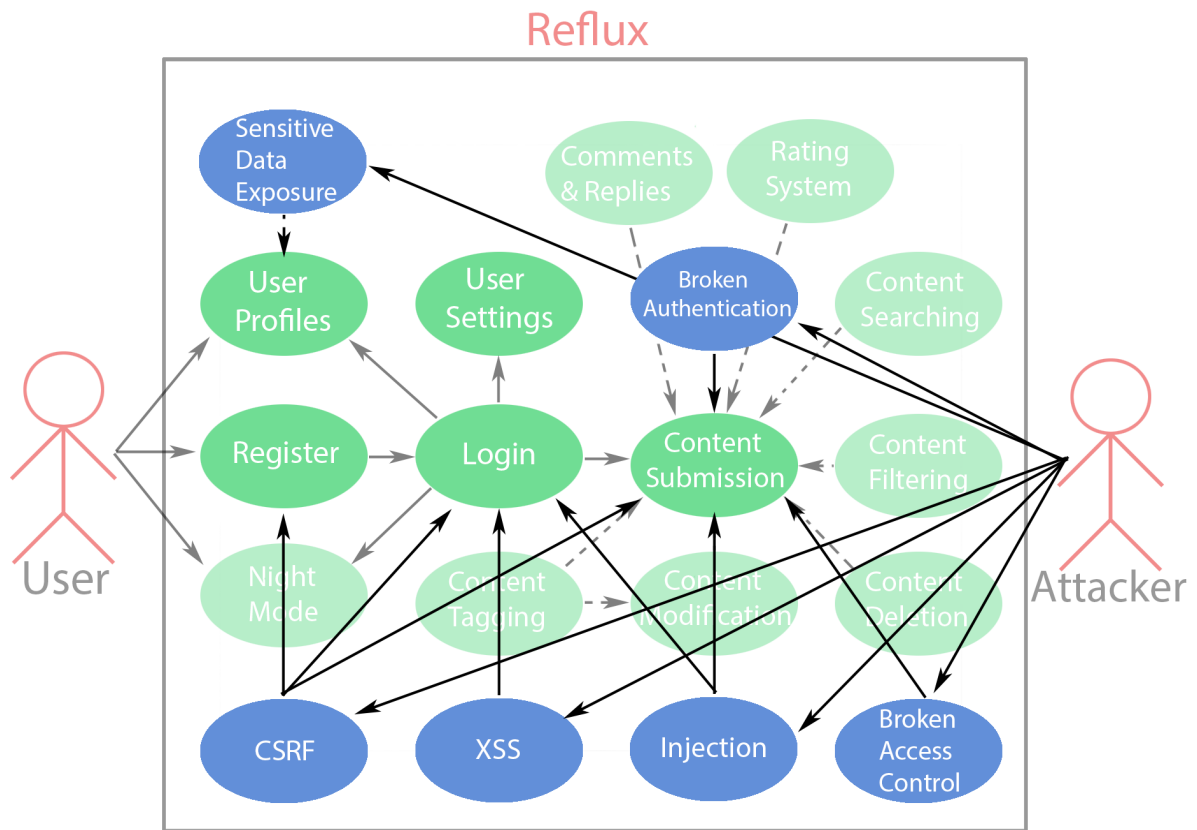 Reflux
Sensitive
Data
Exposure
Comments
& Replies
Rating
System
User
Profiles
User
Settings
Broken
Authentication
Content
Searching
Register
Login
Content
Submission
Content
Filtering
User
Attacker
Night
Mode
Content
Tagging
Content
Modification
Content
Deletion
CSRF
XSS
Injection
Broken
Access
Control